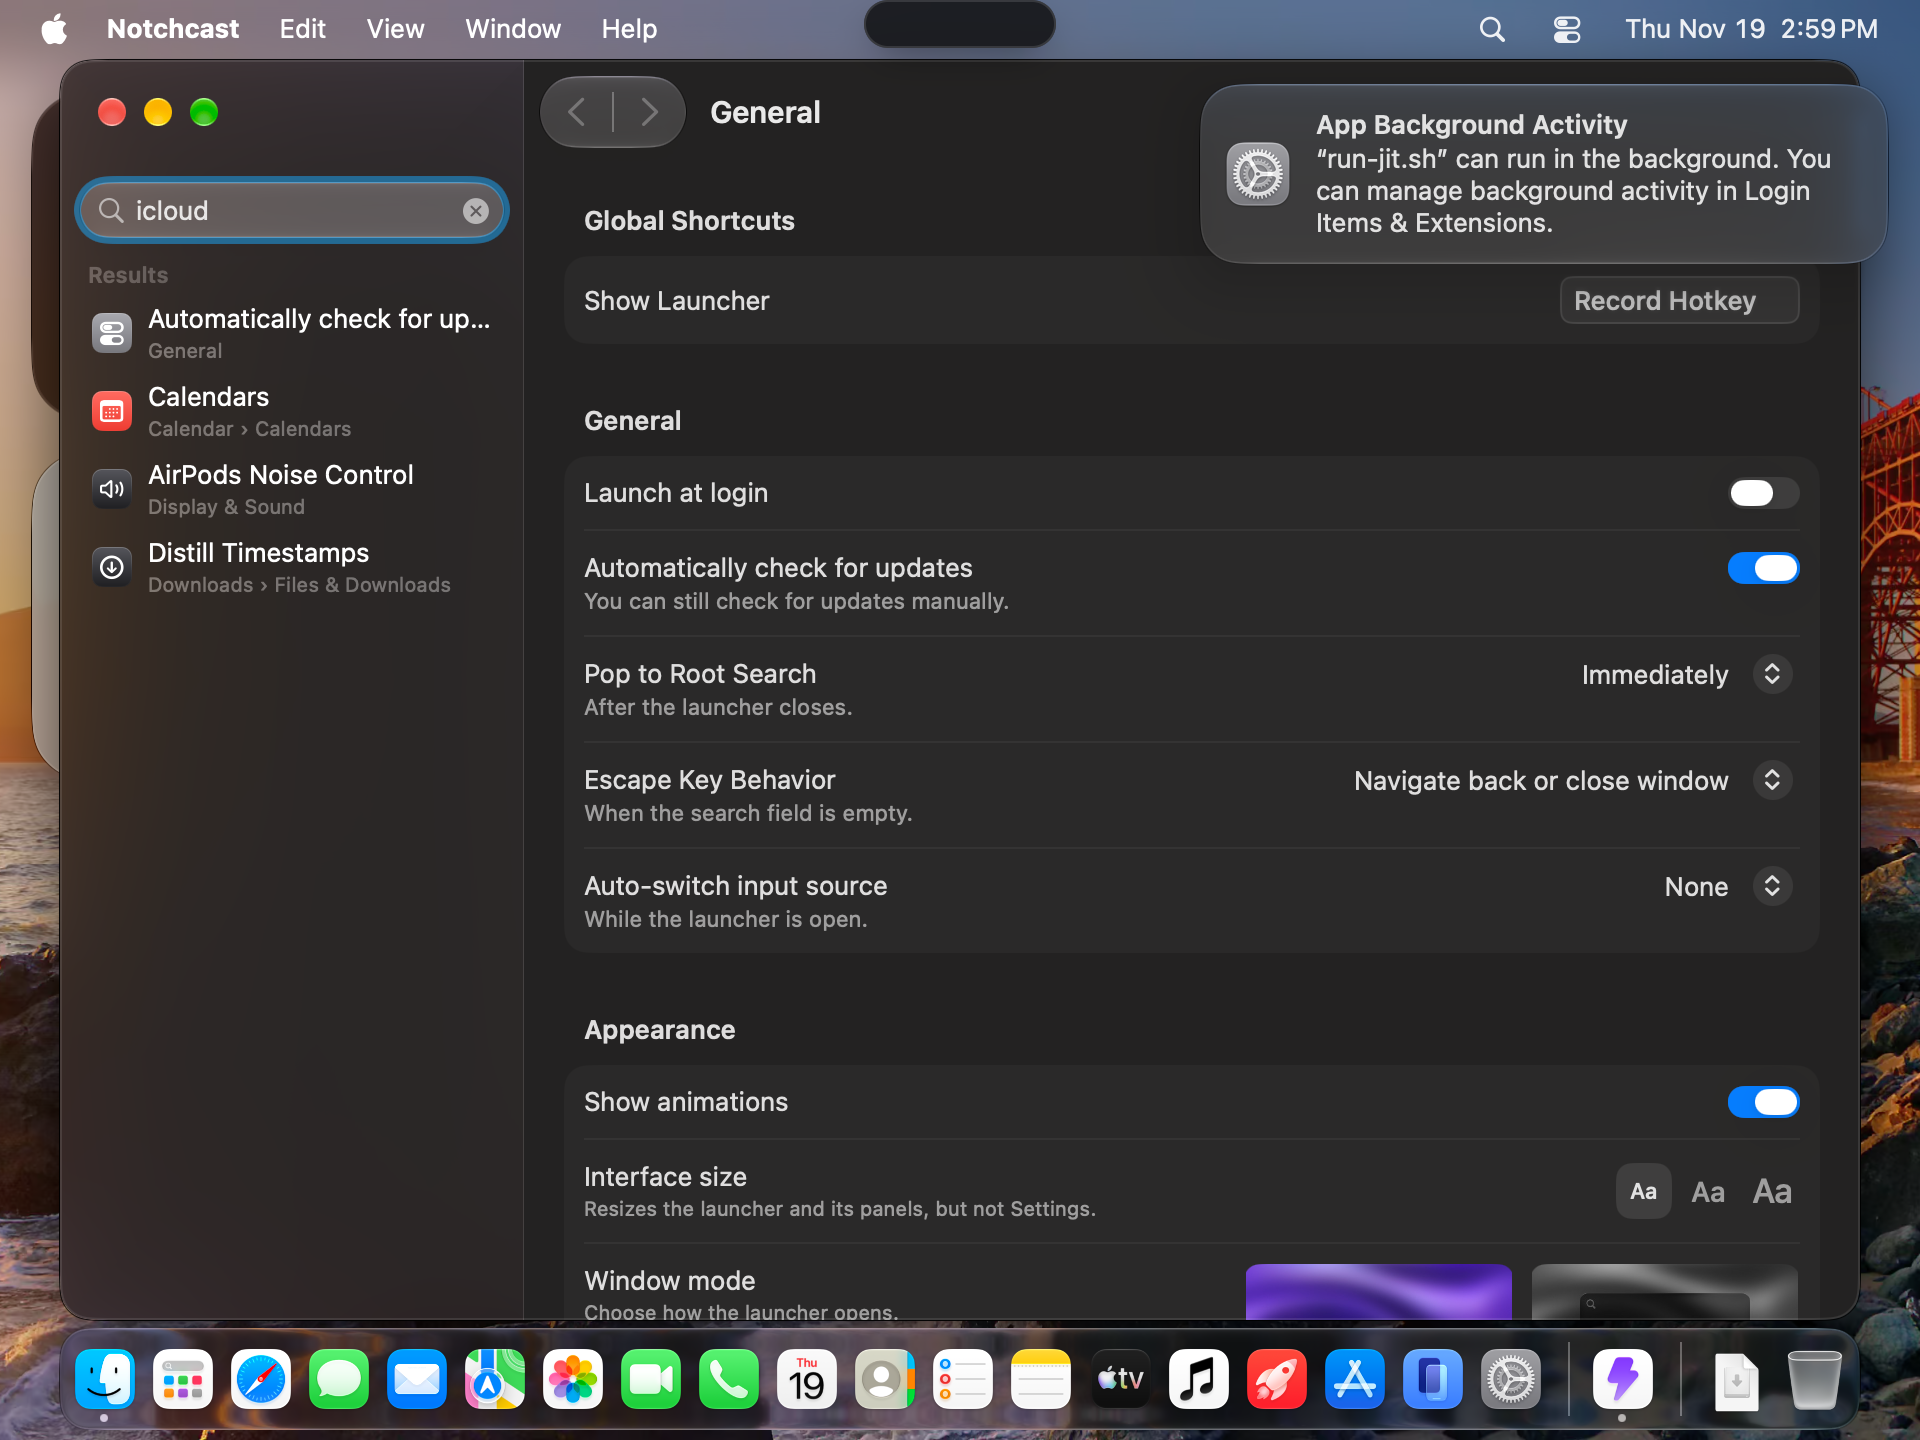 Notchcast Edit View Window Help
Thu Nov 19 2:59 PM
General
App Background Activity
“run-jit.sh” can run in the background. You
can manage background activity in Login
Items & Extensions.
icloud
Results
Automatically check for up...
General
Calendars
Calendar › Calendars
AirPods Noise Control
Display & Sound
Distill Timestamps
Downloads › Files & Downloads
Global Shortcuts
Show Launcher
Record Hotkey
General
Launch at login
Automatically check for updates
You can still check for updates manually.
Pop to Root Search
After the launcher closes.
Immediately
Escape Key Behavior
When the search field is empty.
Navigate back or close window
Auto-switch input source
While the launcher is open.
None
Appearance
Show animations
Interface size
Resizes the launcher and its panels, but not Settings.
Aa Aa Aa
Window mode
Choose how the launcher opens.
Thu
19
tv